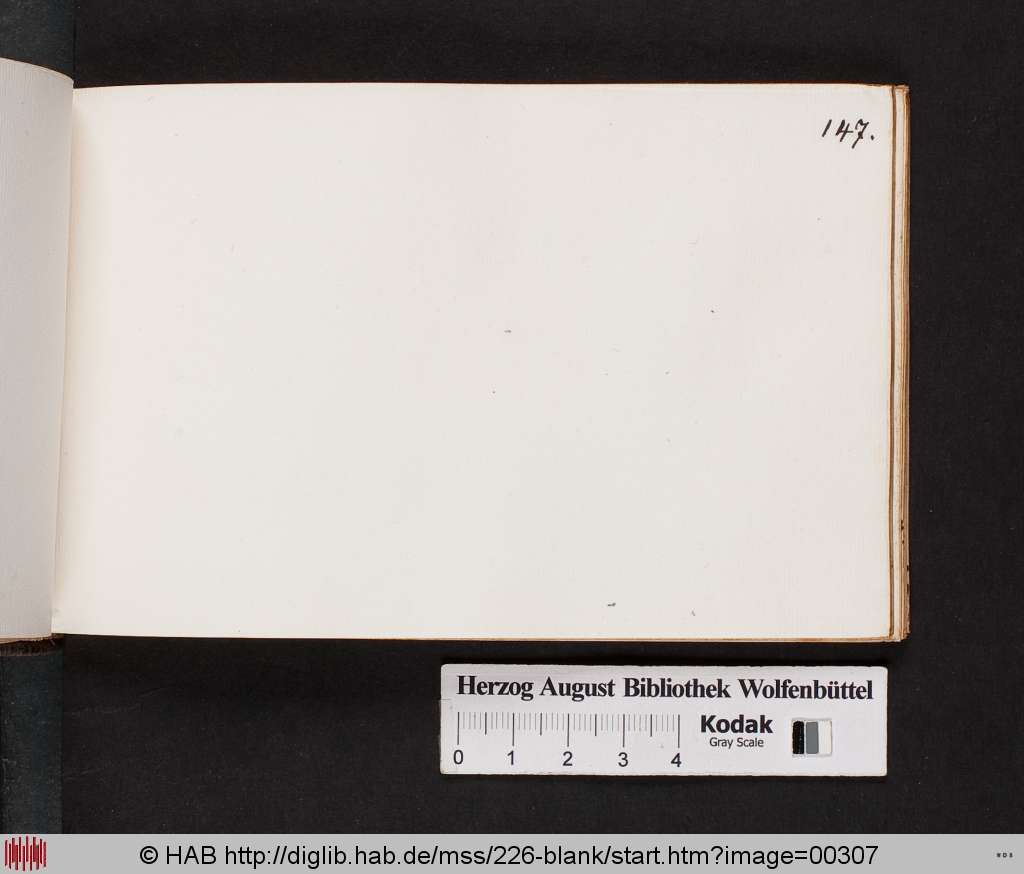 147.
Herzog August Bibliothek Wolfenbüttel
Kodak
Gray Scale
0 1 2 3 4
© HAB http://diglib.hab.de/mss/226-blank/start.htm?image=00307
WDB